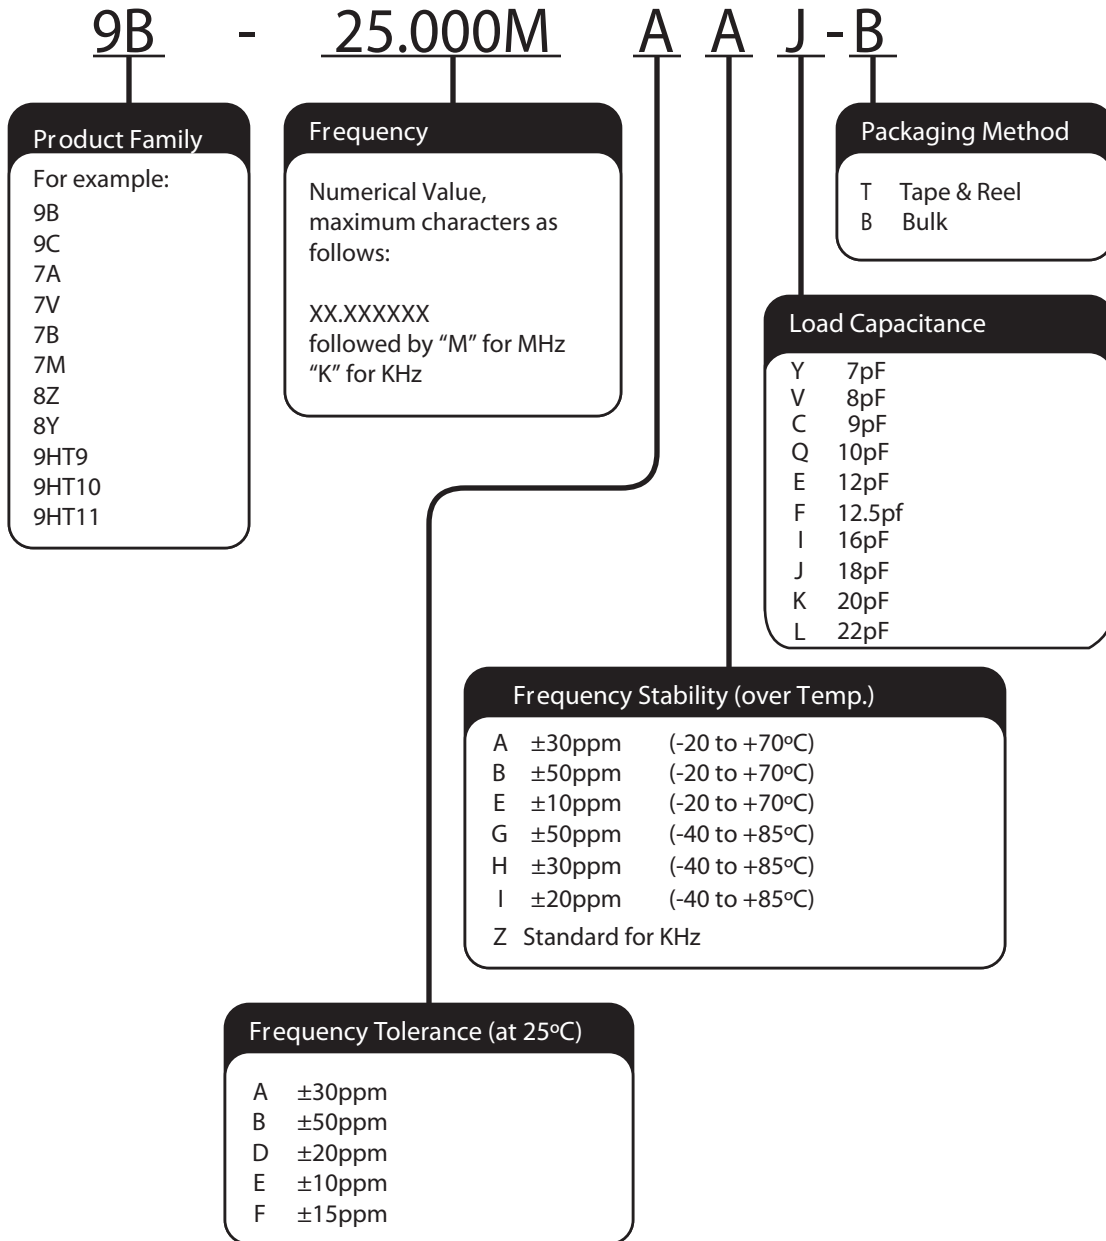 9B - 25.000M A A J - B
Product Family
For example:
9B
9C
7A
7V
7B
7M
8Z
8Y
9HT9
9HT10
9HT11
Frequency
Numerical Value,
maximum characters as
follows:
XX.XXXXXX
followed by “M” for MHz
“K” for KHz
Packaging Method
T Tape & Reel
B Bulk
Load Capacitance
Y 7pF
V 8pF
C 9pF
Q 10pF
E 12pF
F 12.5pf
I 16pF
J 18pF
K 20pF
L 22pF
Frequency Stability (over Temp.)
A ±30ppm (-20 to +70ºC)
B ±50ppm (-20 to +70ºC)
E ±10ppm (-20 to +70ºC)
G ±50ppm (-40 to +85ºC)
H ±30ppm (-40 to +85ºC)
I ±20ppm (-40 to +85ºC)
Z Standard for KHz
Frequency Tolerance (at 25ºC)
A ±30ppm
B ±50ppm
D ±20ppm
E ±10ppm
F ±15ppm